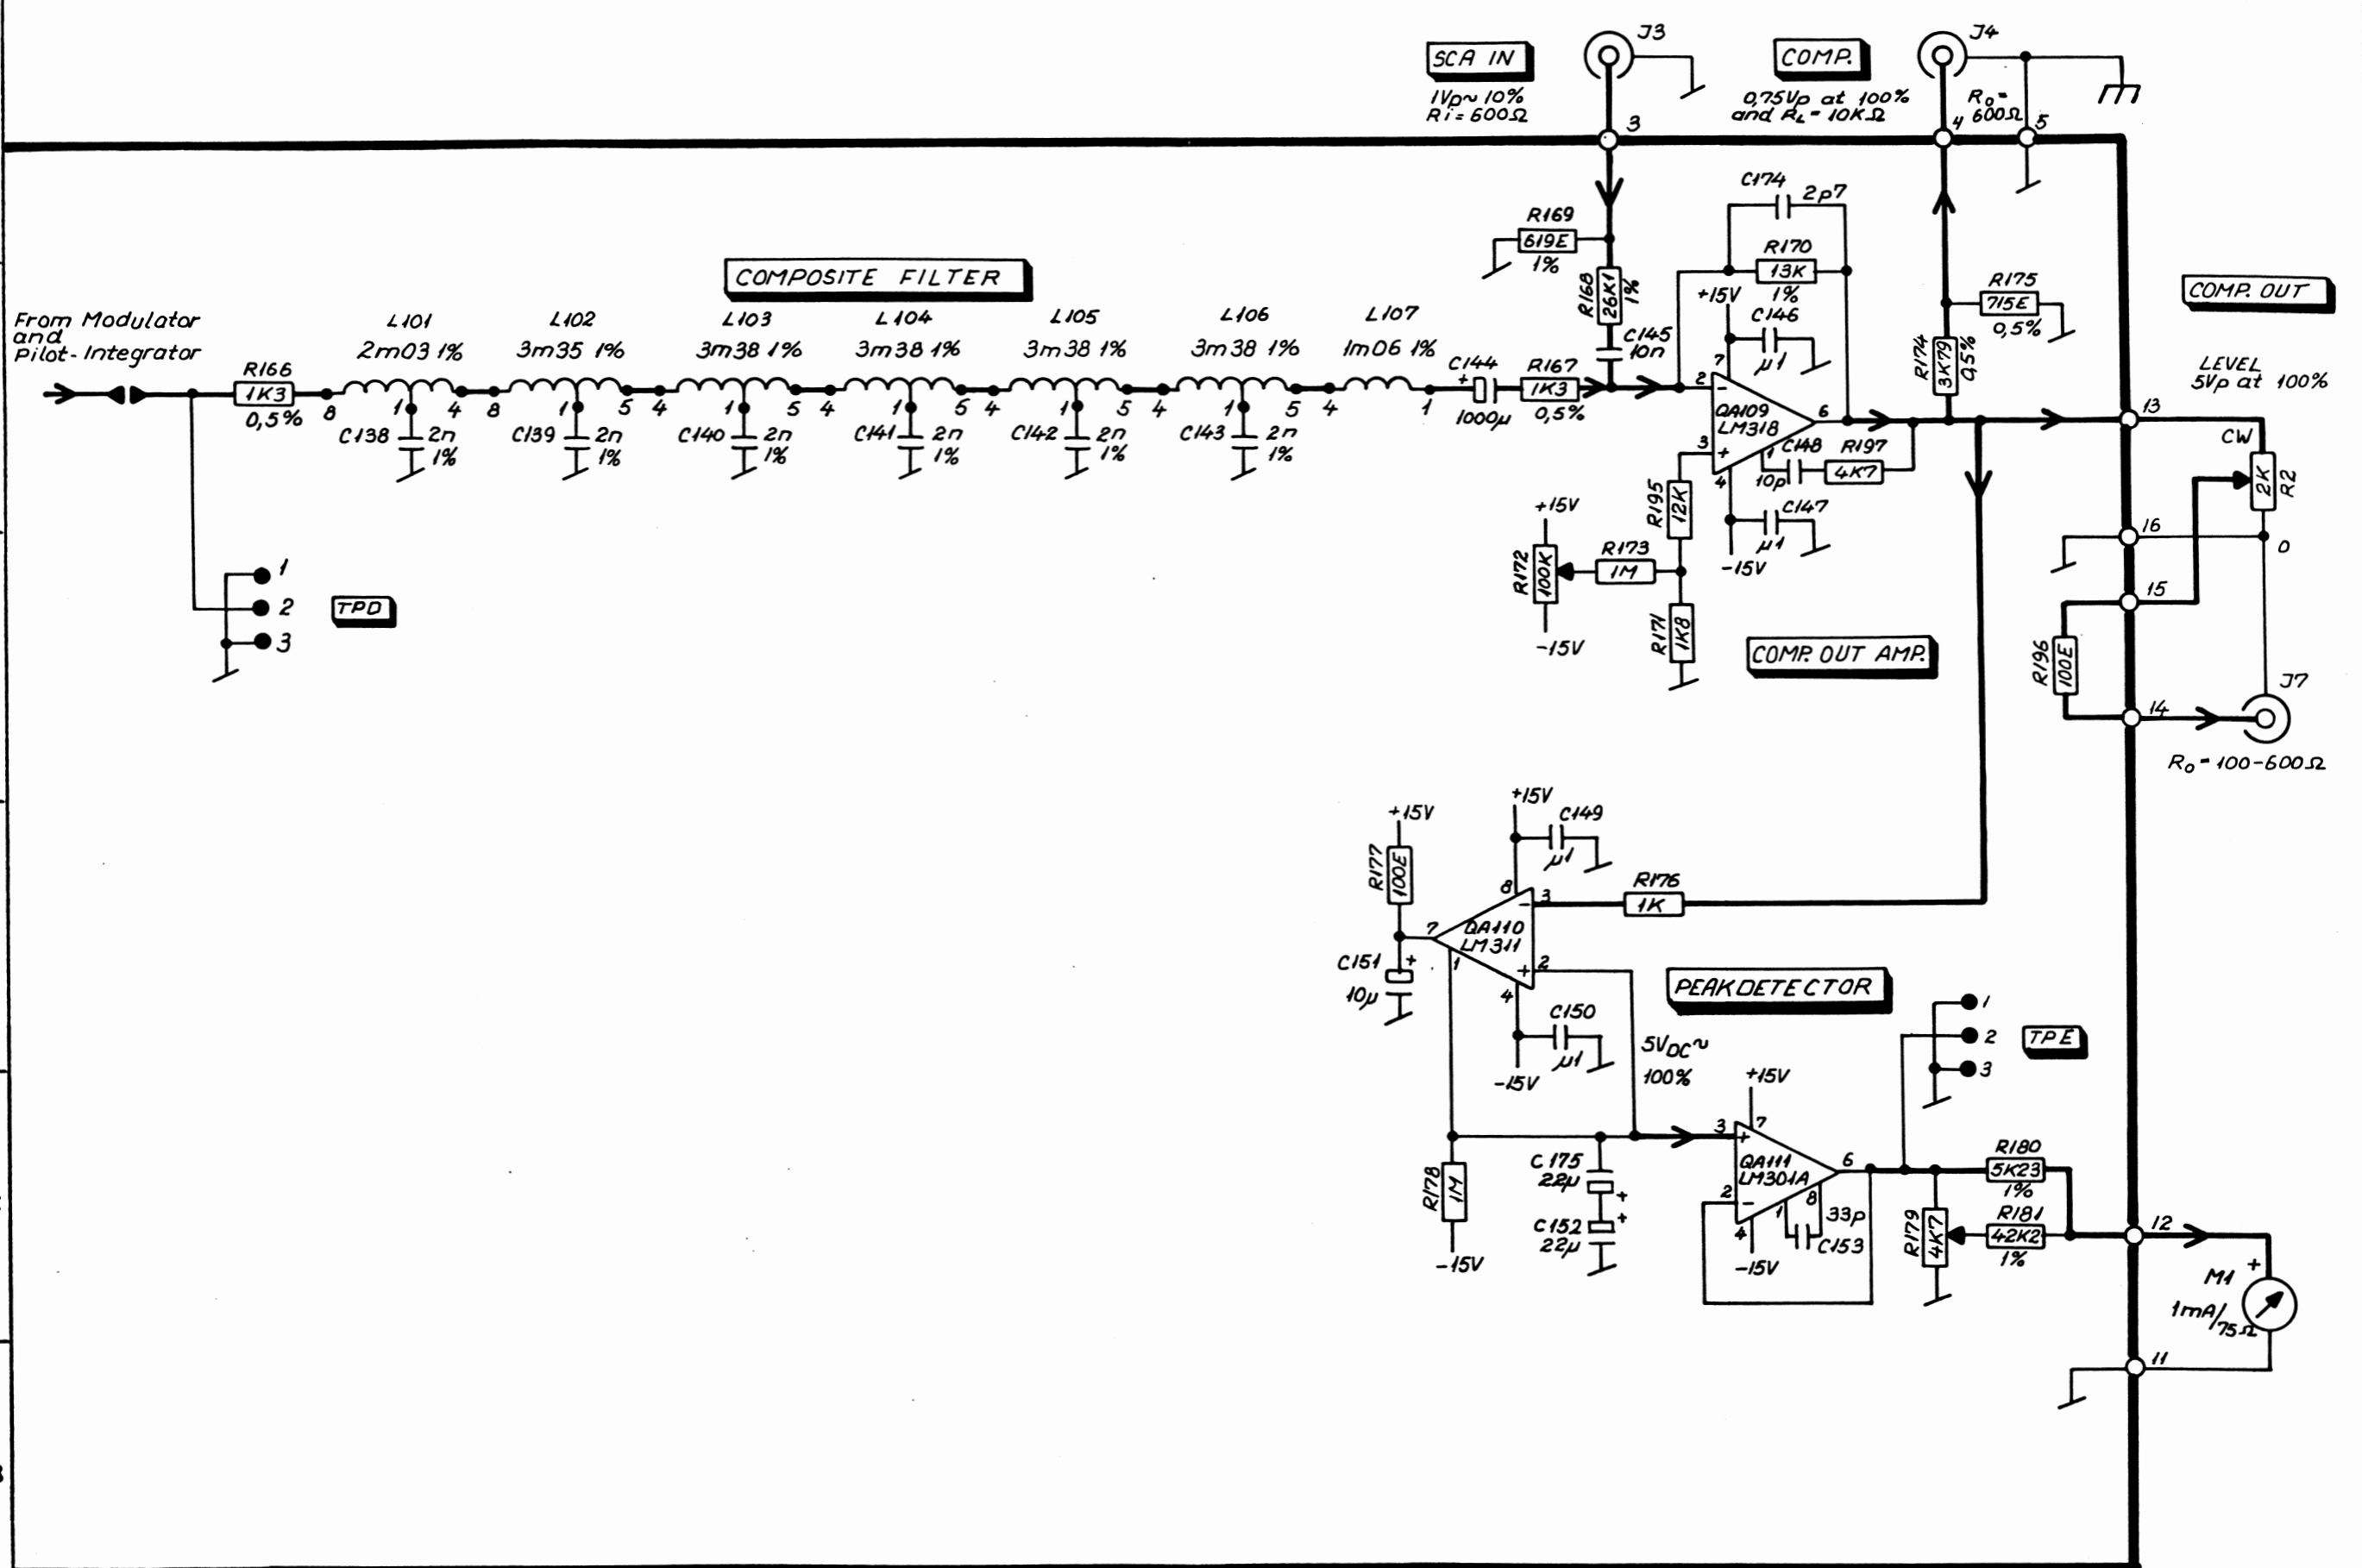 J3
J4
SCA IN
1Vp~ 10%
Ri = 600Ω
COMP.
0,75Vp at 100%
and RL = 10KΩ
Ro =
600Ω
3
4
5
C174
2p7
R169
619E
1%
R170
13K
1%
R168
26K1
1%
+15V
C146
μ1
R175
715E
0,5%
R174
3K79
0,5%
COMP. OUT
LEVEL
5Vp at 100%
COMPOSITE FILTER
From Modulator
and
Pilot-Integrator
R166
1K3
0,5%
L101
2m03 1%
L102
3m35 1%
L103
3m38 1%
L104
3m38 1%
L105
3m38 1%
L106
3m38 1%
L107
1m06 1%
8 1 4 8 1 5 4 1 5 4 1 5 4 1 5 4 1 5 4 1
C138 2n
1%
C139 2n
1%
C140 2n
1%
C141 2n
1%
C142 2n
1%
C143 2n
1%
C144
+
1000μ
R167
1K3
0,5%
C145
10n
2
7
-
QA109
LM318
3
+
6
1
4
C148
10p
R197
4K7
C147
μ1
-15V
13
CW
2K
R2
R195
12K
+15V
R172
100K
-15V
R173
1M
R171
1K8
COMP. OUT AMP.
16
0
15
R196
100E
14
J7
Ro = 100-600Ω
1
2
3
TPD
+15V
R177
100E
+15V
C149
μ1
8
3
-
R176
1K
QA110
LM311
7
1
+
2
4
C151
+
10μ
C150
μ1
-15V
PEAKDETECTOR
5VDC~
100%
1
2
3
TPE
R178
1M
-15V
C175
22μ
+
C152
22μ
+
+15V
7
3
+
QA111
LM301A
6
2
-
1
8
4
33p
C153
-15V
R179
4K7
R180
5K23
1%
R181
42K2
1%
12
+
M1
1mA/75Ω
11